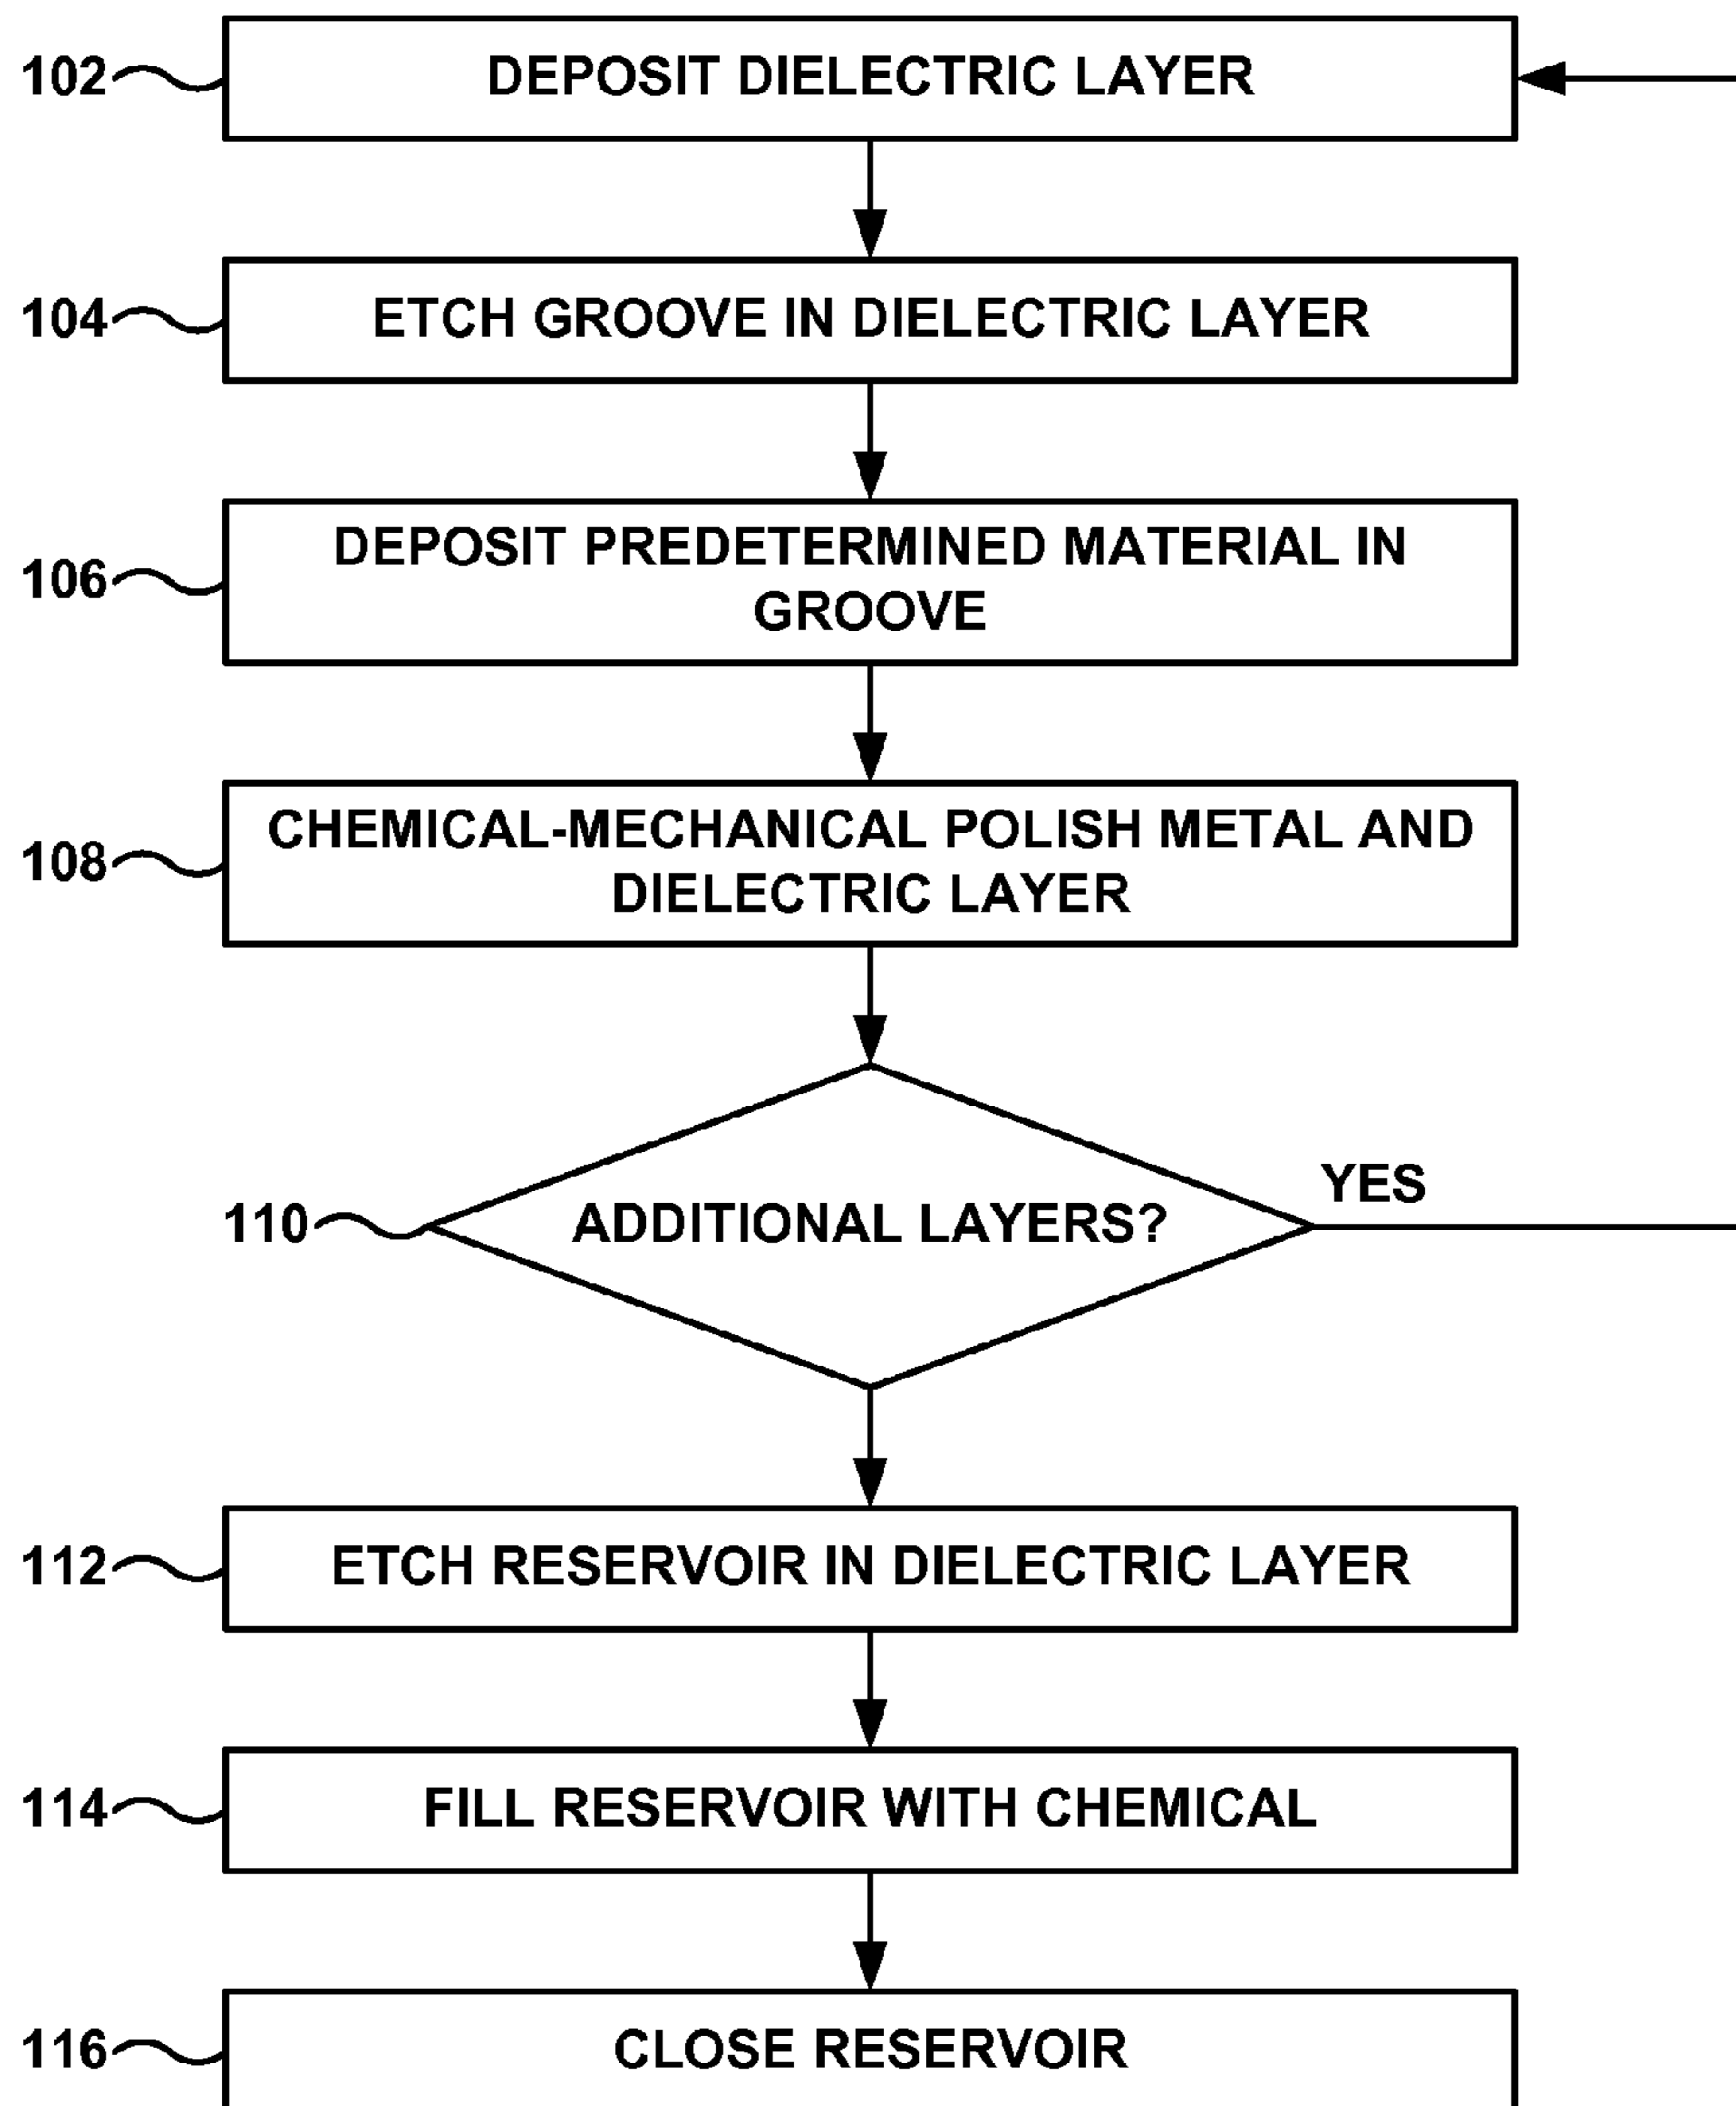 102
DEPOSIT DIELECTRIC LAYER
104
ETCH GROOVE IN DIELECTRIC LAYER
106
DEPOSIT PREDETERMINED MATERIAL IN
GROOVE
108
CHEMICAL-MECHANICAL POLISH METAL AND
DIELECTRIC LAYER
110
ADDITIONAL LAYERS?
YES
112
ETCH RESERVOIR IN DIELECTRIC LAYER
114
FILL RESERVOIR WITH CHEMICAL
116
CLOSE RESERVOIR